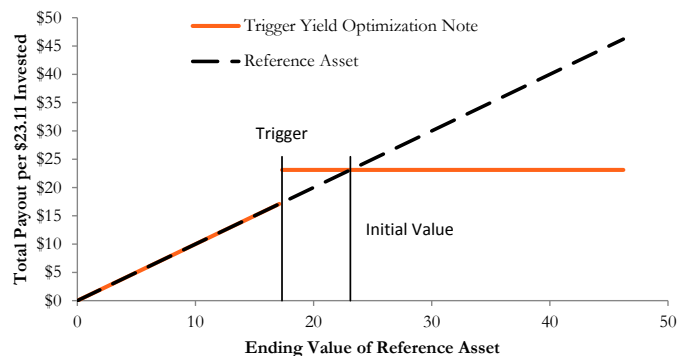 Total Payout per $23.11 Invested
$50
$45
$40
$35
$30
$25
$20
$15
$10
$5
$0
Trigger Yield Optimization Note
Reference Asset
Trigger
Initial Value
0
10
20
30
40
50
Ending Value of Reference Asset